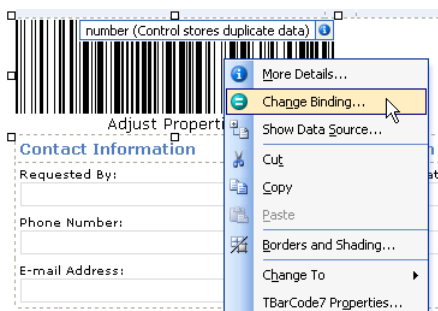 number (Control stores duplicate data)
More Details...
Change Binding...
Adjust Properti
Show Data Source...
Contact Information
n
Cut
Requested By:
at
Copy
Paste
Phone Number:
Borders and Shading...
E-mail Address:
Change To
TBarCode7 Properties...